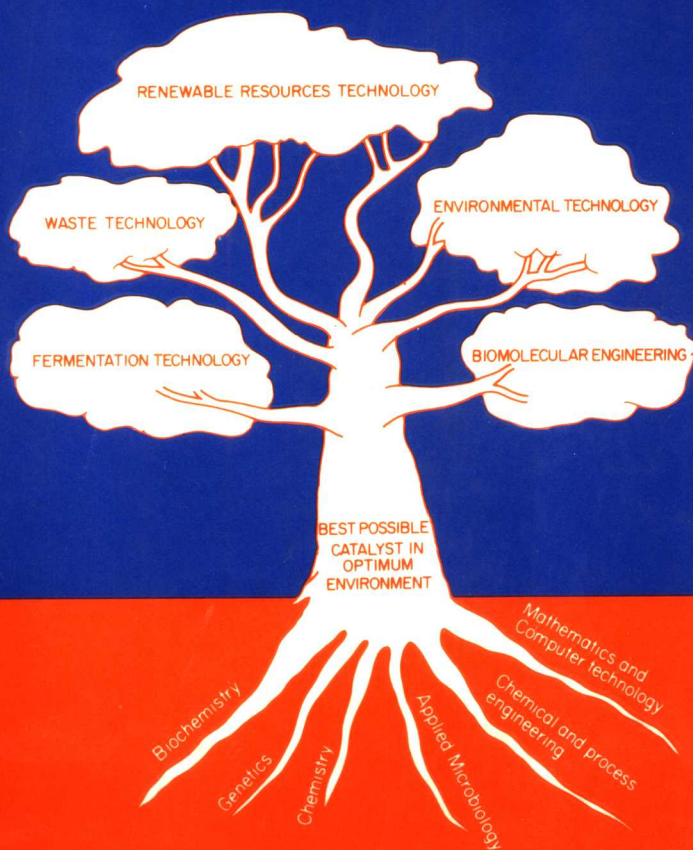 RENEWABLE RESOURCES TECHNOLOGY
WASTE TECHNOLOGY
ENVIRONMENTAL TECHNOLOGY
FERMENTATION TECHNOLOGY
BIOMOLECULAR ENGINEERING
BEST POSSIBLE
CATALYST IN
OPTIMUM
ENVIRONMENT
Biochemistry
Genetics
Chemistry
Applied Microbiology
Chemical and process
engineering
Mathematics and
Computer technology